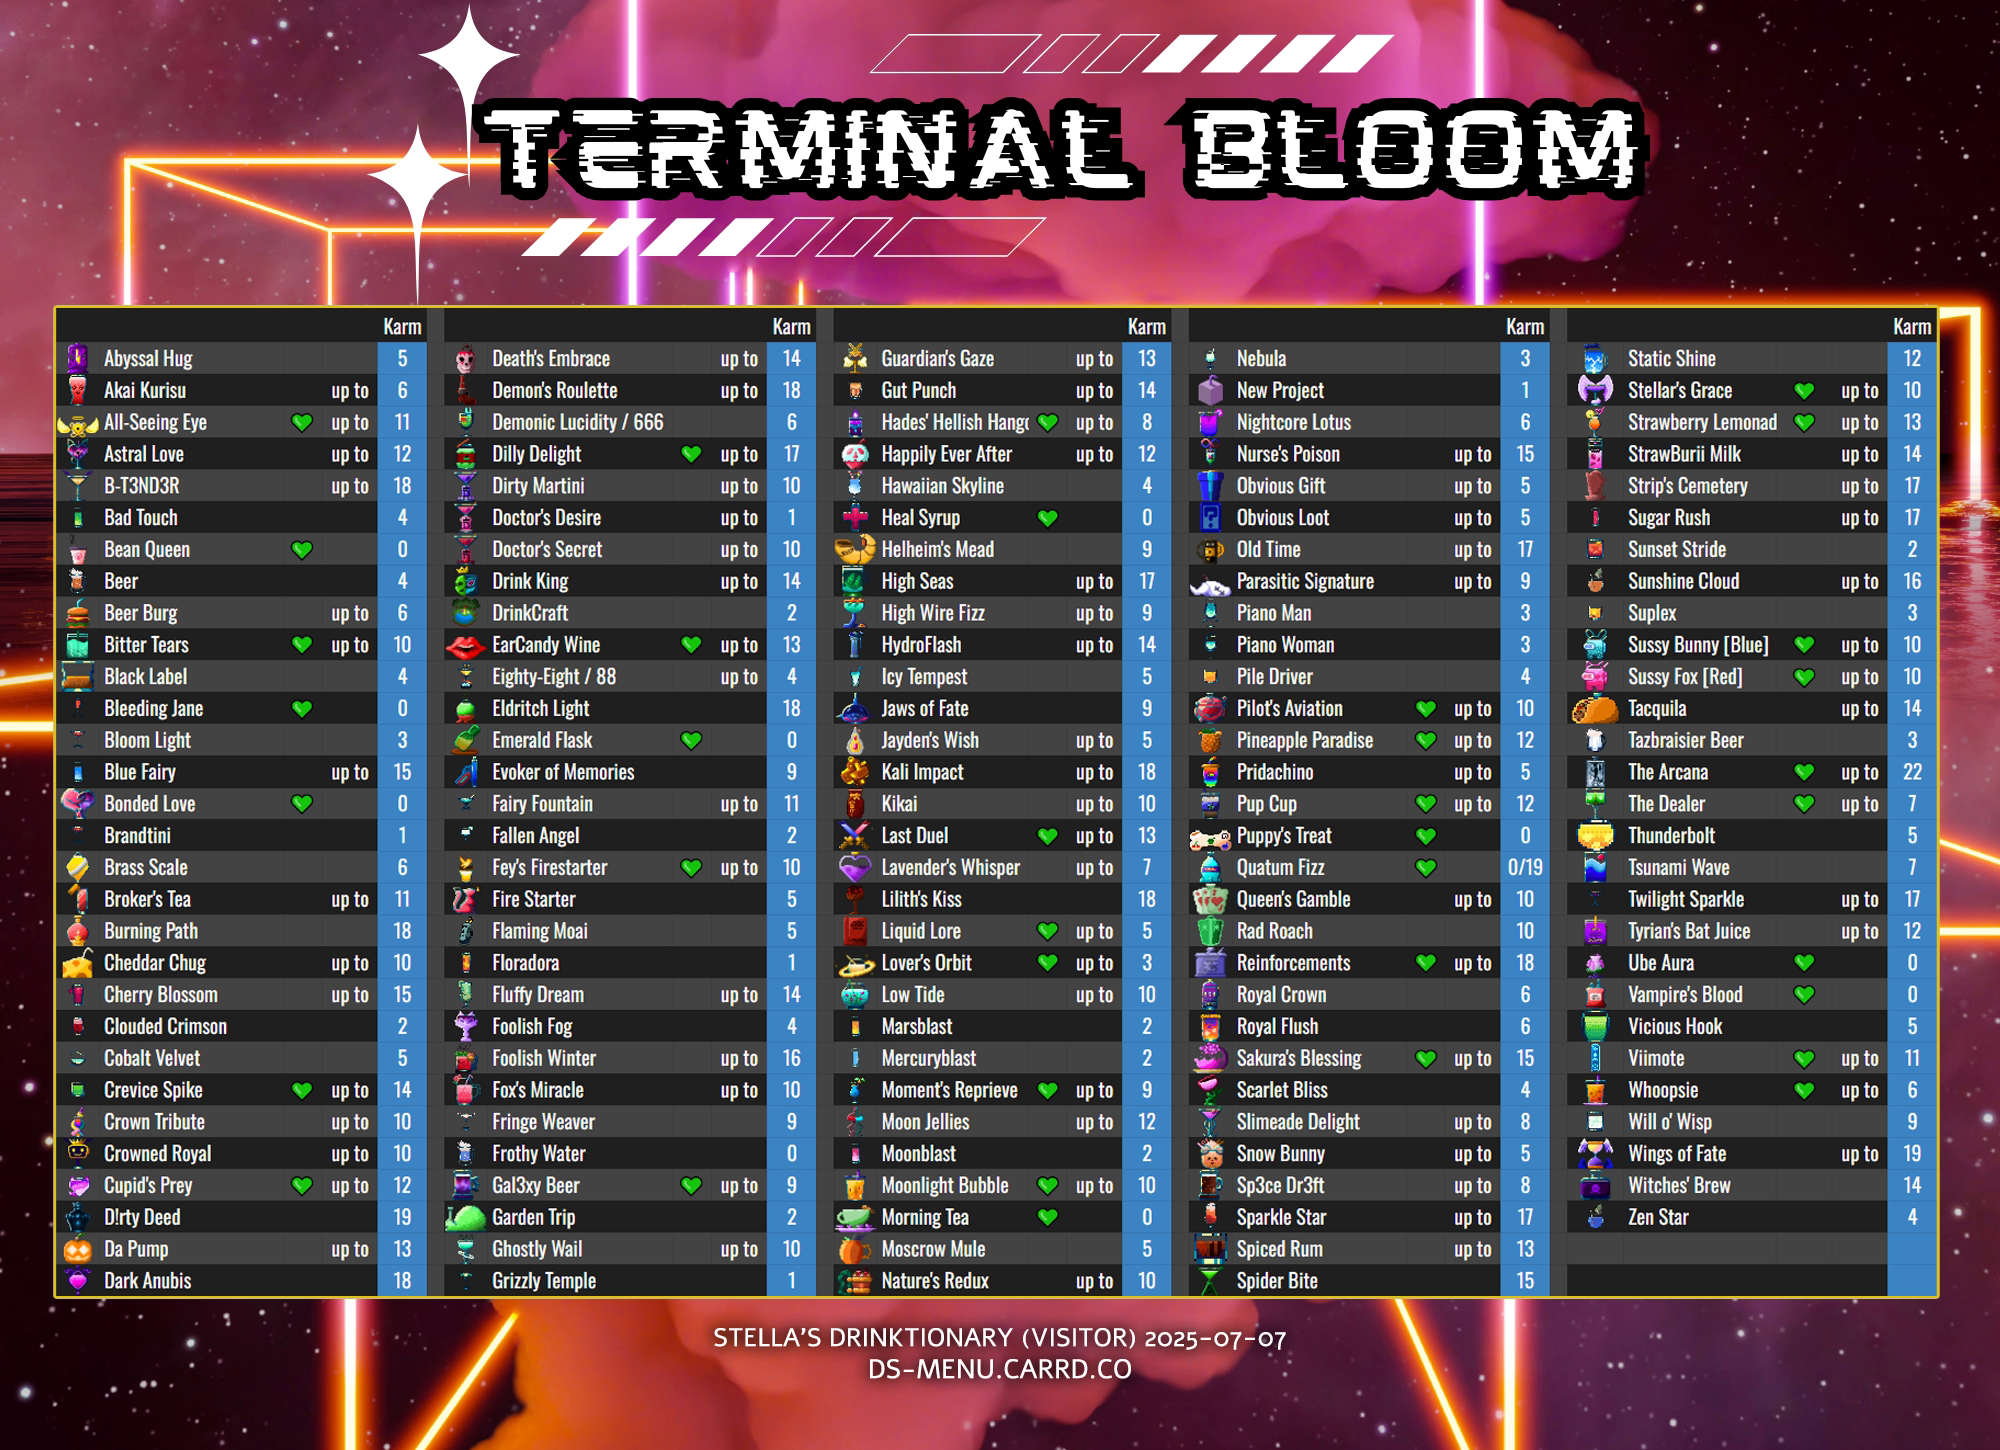 TERMINAL BLOOM
Karm
Abyssal Hug 5
Akai Kurisu up to 6
All-Seeing Eye up to 11
Astral Love up to 12
B-T3ND3R up to 18
Bad Touch 4
Bean Queen 0
Beer 4
Beer Burg up to 6
Bitter Tears up to 10
Black Label 4
Bleeding Jane 0
Bloom Light 3
Blue Fairy up to 15
Bonded Love 0
Brandtini 1
Brass Scale 6
Broker's Tea up to 11
Burning Path 18
Cheddar Chug up to 10
Cherry Blossom up to 15
Clouded Crimson 2
Cobalt Velvet 5
Crevice Spike up to 14
Crown Tribute up to 10
Crowned Royal up to 10
Cupid's Prey up to 12
D!rty Deed 19
Da Pump up to 13
Dark Anubis 18
Karm
Death's Embrace up to 14
Demon's Roulette up to 18
Demonic Lucidity / 666 6
Dilly Delight up to 17
Dirty Martini up to 10
Doctor's Desire up to 1
Doctor's Secret up to 10
Drink King up to 14
DrinkCraft 2
EarCandy Wine up to 13
Eighty-Eight / 88 up to 4
Eldritch Light 18
Emerald Flask 0
Evoker of Memories 9
Fairy Fountain up to 11
Fallen Angel 2
Fey's Firestarter up to 10
Fire Starter 5
Flaming Moai 5
Floradora 1
Fluffy Dream up to 14
Foolish Fog 4
Foolish Winter up to 16
Fox's Miracle up to 10
Fringe Weaver 9
Frothy Water 0
Gal3xy Beer up to 9
Garden Trip 2
Ghostly Wail up to 10
Grizzly Temple 1
Karm
Guardian's Gaze up to 13
Gut Punch up to 14
Hades' Hellish Hang up to 8
Happily Ever After up to 12
Hawaiian Skyline 4
Heal Syrup 0
Helheim's Mead 9
High Seas up to 17
High Wire Fizz up to 9
HydroFlash up to 14
Icy Tempest 5
Jaws of Fate 9
Jayden's Wish up to 5
Kali Impact up to 18
Kikai up to 10
Last Duel up to 13
Lavender's Whisper up to 7
Lilith's Kiss 18
Liquid Lore up to 5
Lover's Orbit up to 3
Low Tide up to 10
Marsblast 2
Mercuryblast 2
Moment's Reprieve up to 9
Moon Jellies up to 12
Moonblast 2
Moonlight Bubble up to 10
Morning Tea 0
Moscrow Mule 5
Nature's Redux up to 10
Karm
Nebula 3
New Project 1
Nightcore Lotus 6
Nurse's Poison up to 15
Obvious Gift up to 5
Obvious Loot up to 5
Old Time up to 17
Parasitic Signature up to 9
Piano Man 3
Piano Woman 3
Pile Driver 4
Pilot's Aviation up to 10
Pineapple Paradise up to 12
Pridachino up to 5
Pup Cup up to 12
Puppy's Treat 0
Quatum Fizz 0/19
Queen's Gamble up to 10
Rad Roach 10
Reinforcements up to 18
Royal Crown 6
Royal Flush 6
Sakura's Blessing up to 15
Scarlet Bliss 4
Slimeade Delight up to 8
Snow Bunny up to 5
Sp3ce Dr3ft up to 8
Sparkle Star up to 17
Spiced Rum up to 13
Spider Bite 15
Karm
Static Shine 12
Stellar's Grace up to 10
Strawberry Lemonad up to 13
StrawBurii Milk up to 14
Strip's Cemetery up to 17
Sugar Rush up to 17
Sunset Stride 2
Sunshine Cloud up to 16
Suplex 3
Sussy Bunny [Blue] up to 10
Sussy Fox [Red] up to 10
Tacquila up to 14
Tazbraisier Beer 3
The Arcana up to 22
The Dealer up to 7
Thunderbolt 5
Tsunami Wave 7
Twilight Sparkle up to 17
Tyrian's Bat Juice up to 12
Ube Aura 0
Vampire's Blood 0
Vicious Hook 5
Viimote up to 11
Whoopsie up to 6
Will o' Wisp 9
Wings of Fate up to 19
Witches' Brew 14
Zen Star 4
STELLA'S DRINKTIONARY (VISITOR) 2025-07-07
DS-MENU.CARRD.CO